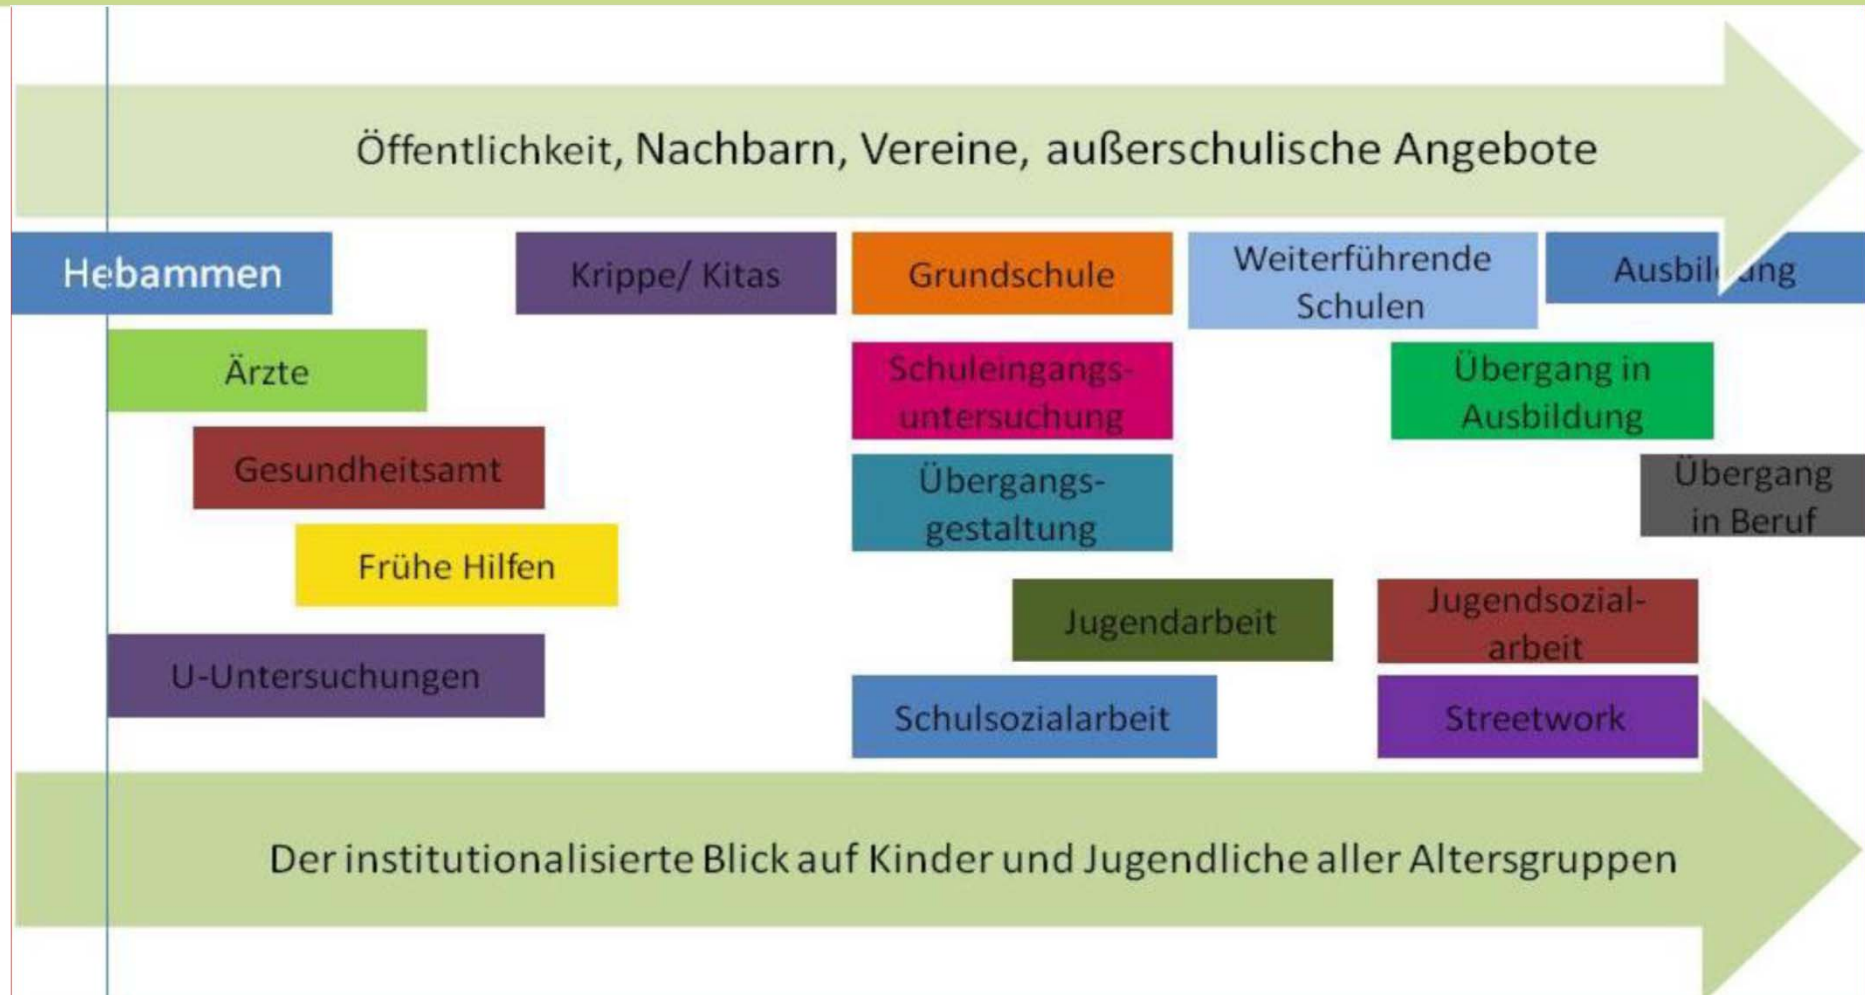 Öffentlichkeit, Nachbarn, Vereine, außerschulische Angebote
Hebammen
Krippe/ Kitas
Grundschule
Weiterführende
Schulen
Ausbildung
Ärzte
Schuleingangs-
untersuchung
Übergang in
Ausbildung
Gesundheitsamt
Übergangs-
gestaltung
Übergang
in Beruf
Frühe Hilfen
Jugendarbeit
Jugendsozial-
arbeit
U-Untersuchungen
Schulsozialarbeit
Streetwork
Der institutionalisierte Blick auf Kinder und Jugendliche aller Altersgruppen